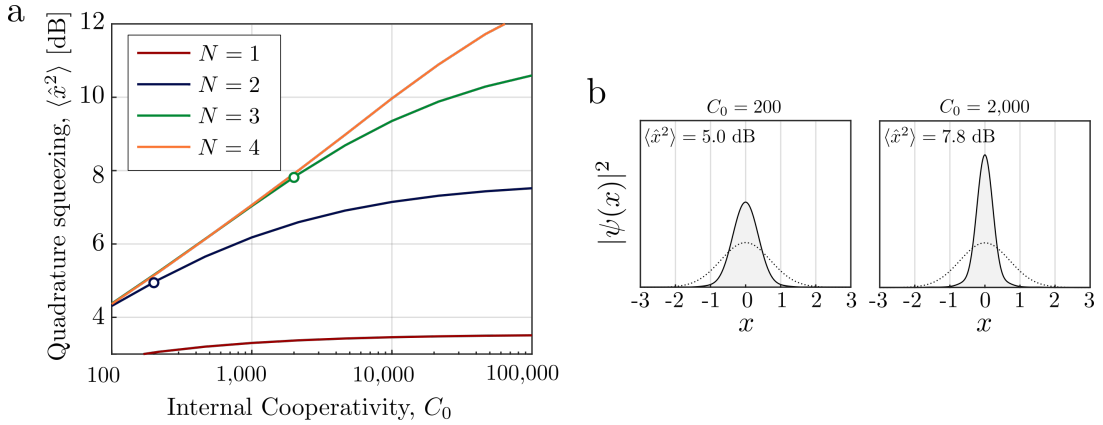 a
Quadrature squeezing, ⟨x̂²⟩ [dB]
12
10
8
6
4
N = 1
N = 2
N = 3
N = 4
100
1,000
10,000
100,000
Internal Cooperativity, C₀
b
|ψ(x)|²
C₀ = 200
⟨x̂²⟩ = 5.0 dB
-3 -2 -1 0 1 2 3
x
C₀ = 2,000
⟨x̂²⟩ = 7.8 dB
-3 -2 -1 0 1 2 3
x